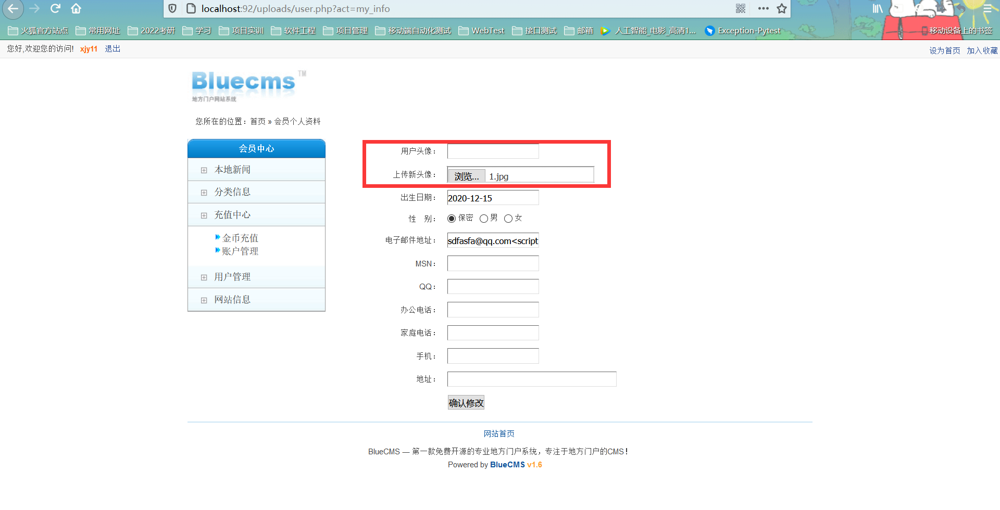 localhost:92/uploads/user.php?act=my_info
火狐官方站点 常用网址 2022考研 学习 项目实训 软件工程 项目管理 移动端自动化测试 WebTest 接口测试 邮箱 人工智能_电影_高清1... Exception-Pytest 移动设备上的书签
您好,欢迎您的访问! xjy11 退出 设为首页 加入收藏
Bluecms TM
地方门户网站系统
您所在的位置：首页 » 会员个人资料
会员中心
本地新闻
分类信息
充值中心
金币充值
账户管理
用户管理
网站信息
用户头像：
上传新头像： 浏览... 1.jpg
出生日期： 2020-12-15
性 别： 保密 男 女
电子邮件地址： sdfasfa@qq.com<script
MSN：
QQ：
办公电话：
家庭电话：
手机：
地址：
确认修改
网站首页
BlueCMS — 第一款免费开源的专业地方门户系统，专注于地方门户的CMS！
Powered by BlueCMS v1.6